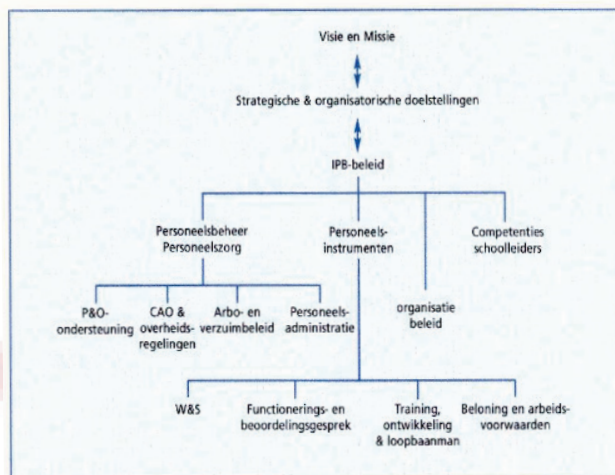 Visie en Missie
Strategische & organisatorische doelstellingen
IPB-beleid
Personeelsbeheer
Personeelszorg
Personeels-
instrumenten
Competenties
schoolleiders
organisatie
beleid
P&O-
ondersteuning
CAO &
overheids-
regelingen
Arbo- en
verzuimbeleid
Personeels-
administratie
W&S
Functionerings- en
beoordelingsgesprek
Training,
ontwikkeling
& loopbaanman
Beloning en arbeids-
voorwaarden